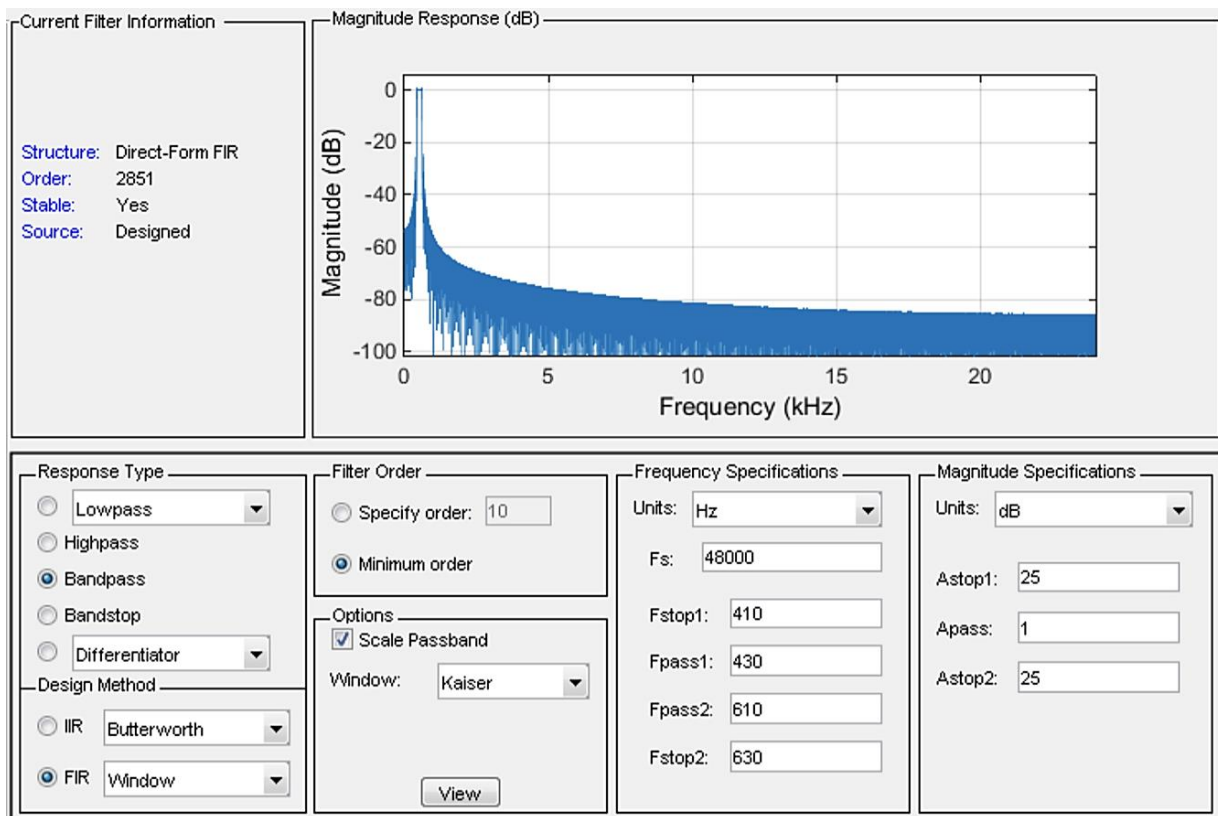 Current Filter Information
Structure: Direct-Form FIR
Order: 2851
Stable: Yes
Source: Designed
Magnitude Response (dB)
Magnitude (dB)
0
-20
-40
-60
-80
-100
0 5 10 15 20
Frequency (kHz)
Response Type
Lowpass
Highpass
Bandpass
Bandstop
Differentiator
Design Method
IIR Butterworth
FIR Window
Filter Order
Specify order: 10
Minimum order
Options
Scale Passband
Window: Kaiser
View
Frequency Specifications
Units: Hz
Fs: 48000
Fstop1: 410
Fpass1: 430
Fpass2: 610
Fstop2: 630
Magnitude Specifications
Units: dB
Astop1: 25
Apass: 1
Astop2: 25